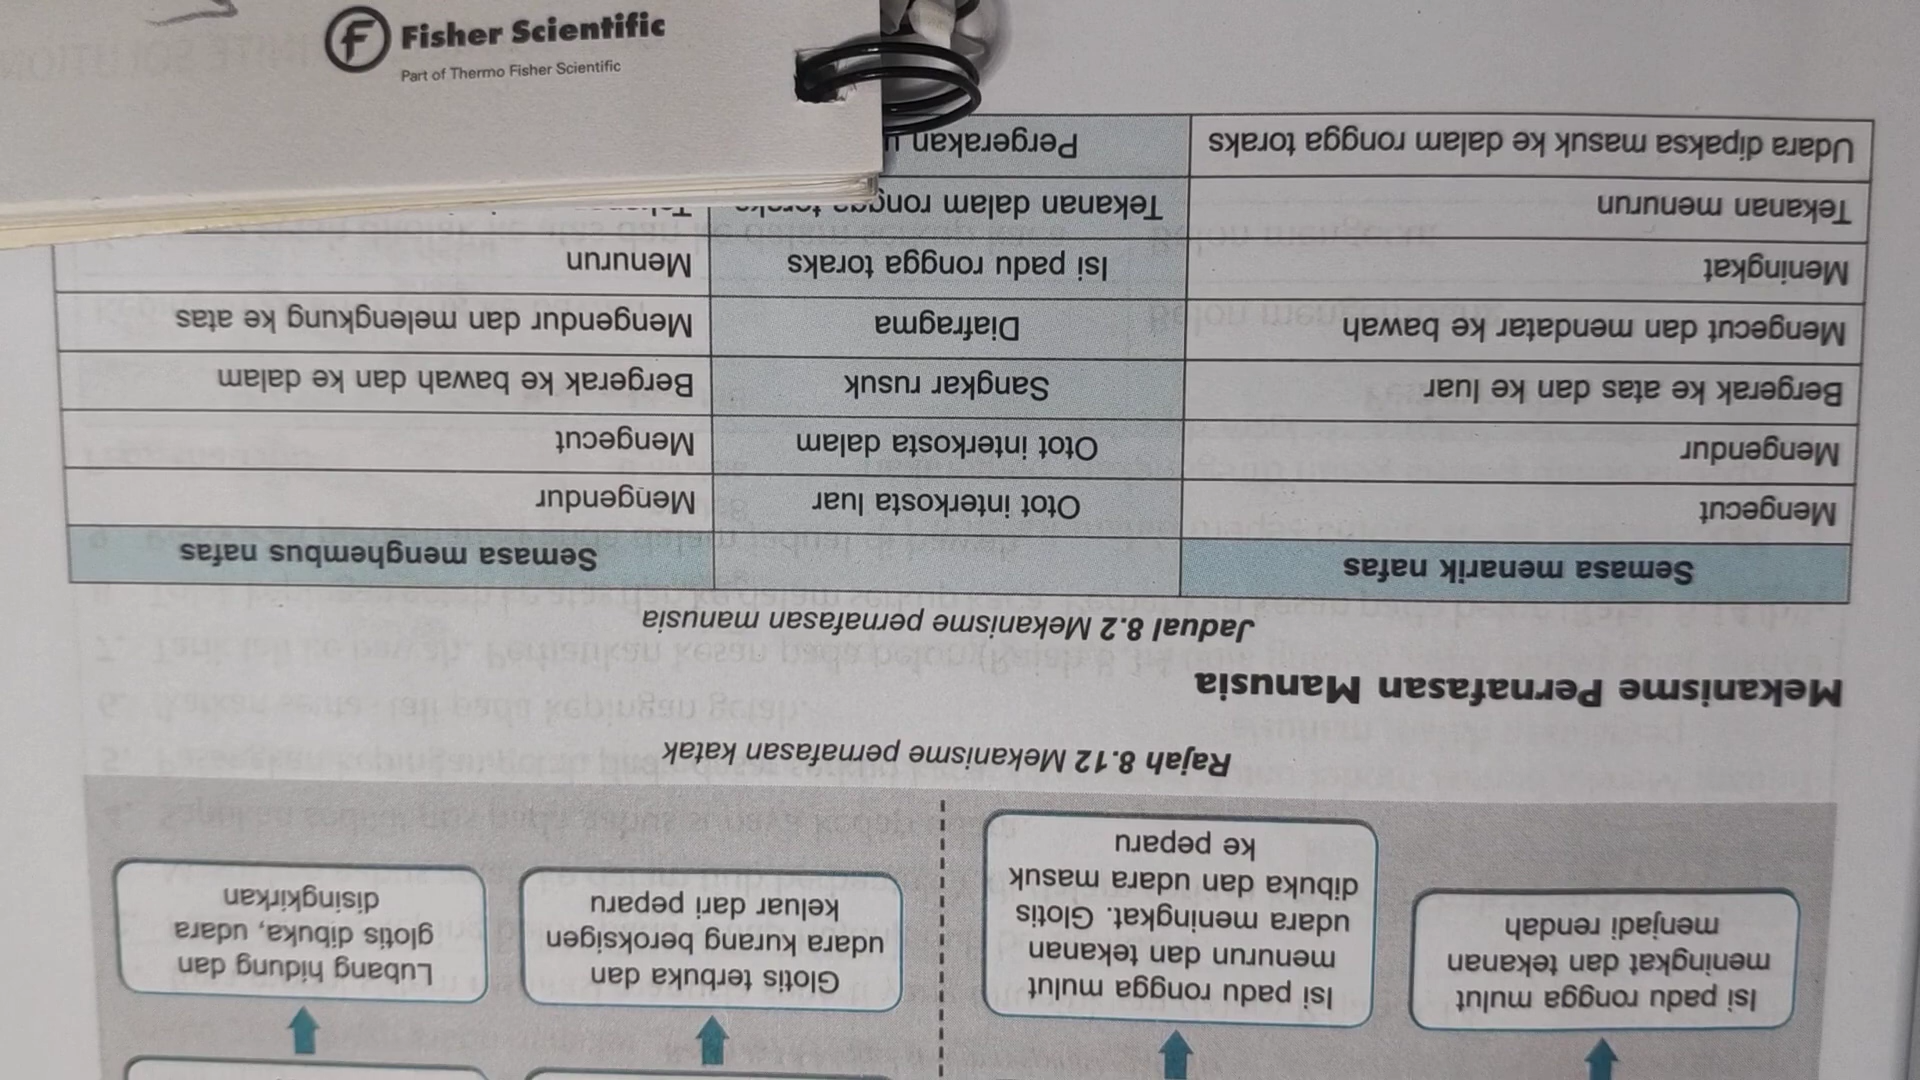 Fisher Scientific
Part of Thermo Fisher Scientific
Isi padu rongga mulut
meningkat dan tekanan
menjadi rendah
Isi padu rongga mulut
menurun dan tekanan
udara meningkat. Glotis
dibuka dan udara masuk
ke peparu
Glotis terbuka dan
udara kurang beroksigen
keluar dari peparu
Lubang hidung dan
glotis dibuka, udara
disingkirkan
Rajah 8.12 Mekanisme pernafasan katak
Mekanisme Pernafasan Manusia
Jadual 8.2 Mekanisme pernafasan manusia
Semasa menarik nafas Semasa menghembus nafas
Mengecut Otot interkosta luar Mengendur
Mengendur Otot interkosta dalam Mengecut
Bergerak ke atas dan ke luar Sangkar rusuk Bergerak ke bawah dan ke dalam
Mengecut dan mendatar ke bawah Diafragma Mengendur dan melengkung ke atas
Meningkat Isi padu rongga toraks Menurun
Tekanan menurun Tekanan dalam rongga toraks
Udara dipaksa masuk ke dalam rongga toraks Pergerakan